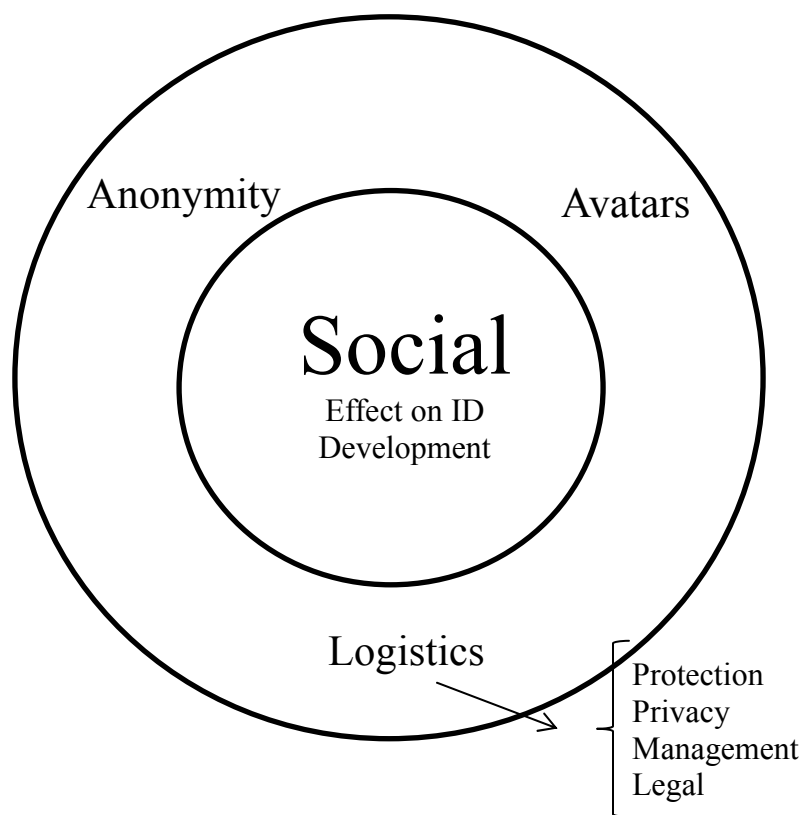 Anonymity
Avatars
Social
Effect on ID
Development
Logistics
Protection
Privacy
Management
Legal